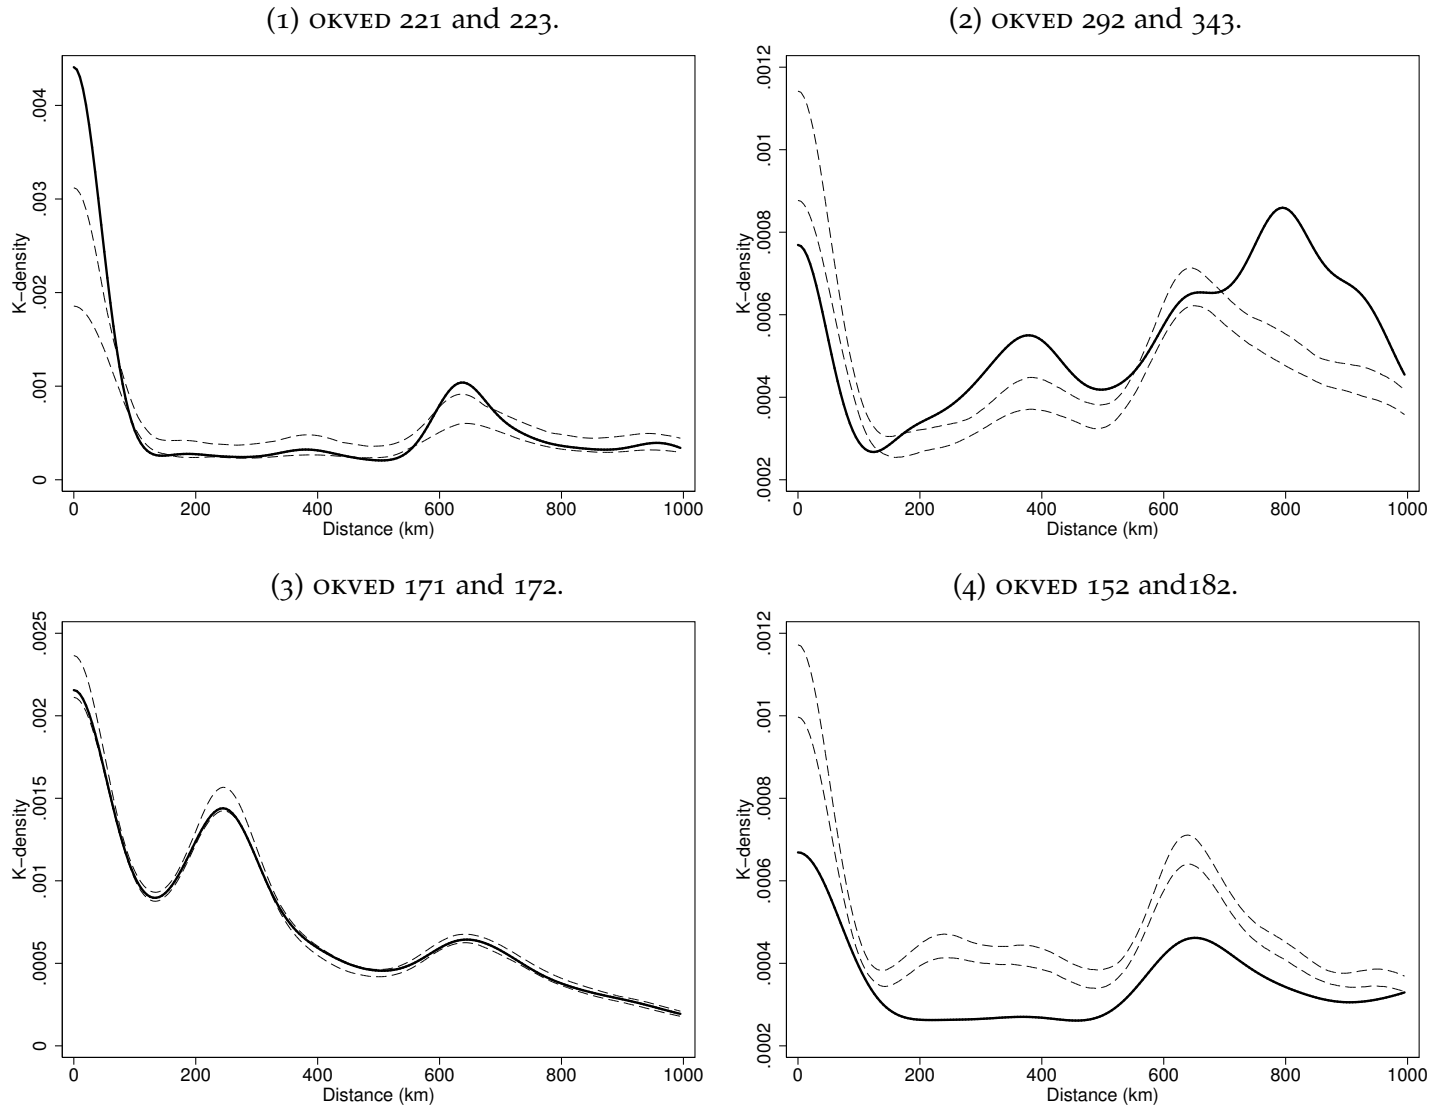 (1) OKVED 221 and 223.
K−density
0 .001 .002 .003 .004
0 200 400 600 800 1000
Distance (km)
(2) OKVED 292 and 343.
K−density
.0002 .0004 .0006 .0008 .001 .0012
0 200 400 600 800 1000
Distance (km)
(3) OKVED 171 and 172.
K−density
0 .0005 .001 .0015 .002 .0025
0 200 400 600 800 1000
Distance (km)
(4) OKVED 152 and182.
K−density
.0002 .0004 .0006 .0008 .001 .0012
0 200 400 600 800 1000
Distance (km)